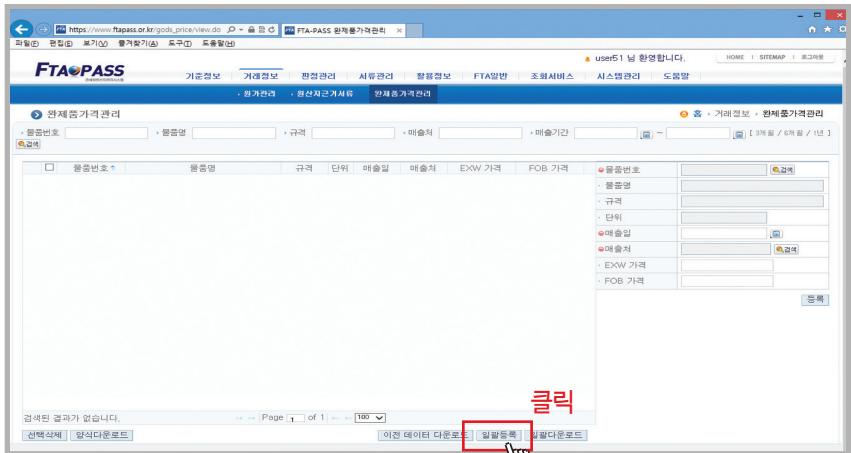 https://www.ftapass.or.kr/gods_price/view.do
FTA-PASS 완제품가격관리
파일(F) 편집(E) 보기(V) 즐겨찾기(A) 도구(T) 도움말(H)
user51 님 환영합니다. HOME | SITEMAP | 로그아웃
FTA PASS
기준정보 거래정보 판정관리 서류관리 활용정보 FTA일반 조회서비스 시스템관리 도움말
원가관리 원산지근거서류 완제품가격관리
완제품가격관리 홈 거래정보 완제품가격관리
물품번호 물품명 규격 매출처 매출기간 ~ [ 3개월 / 6개월 / 1년 ]
검색
물품번호 물품명 규격 단위 매출일 매출처 EXW 가격 FOB 가격
물품번호 검색
물품명
규격
단위
매출일
매출처 검색
EXW 가격
FOB 가격
등록
클릭
검색된 결과가 없습니다. Page 1 of 1 100
선택삭제 양식다운로드 이전 데이터 다운로드 일괄등록 일괄다운로드